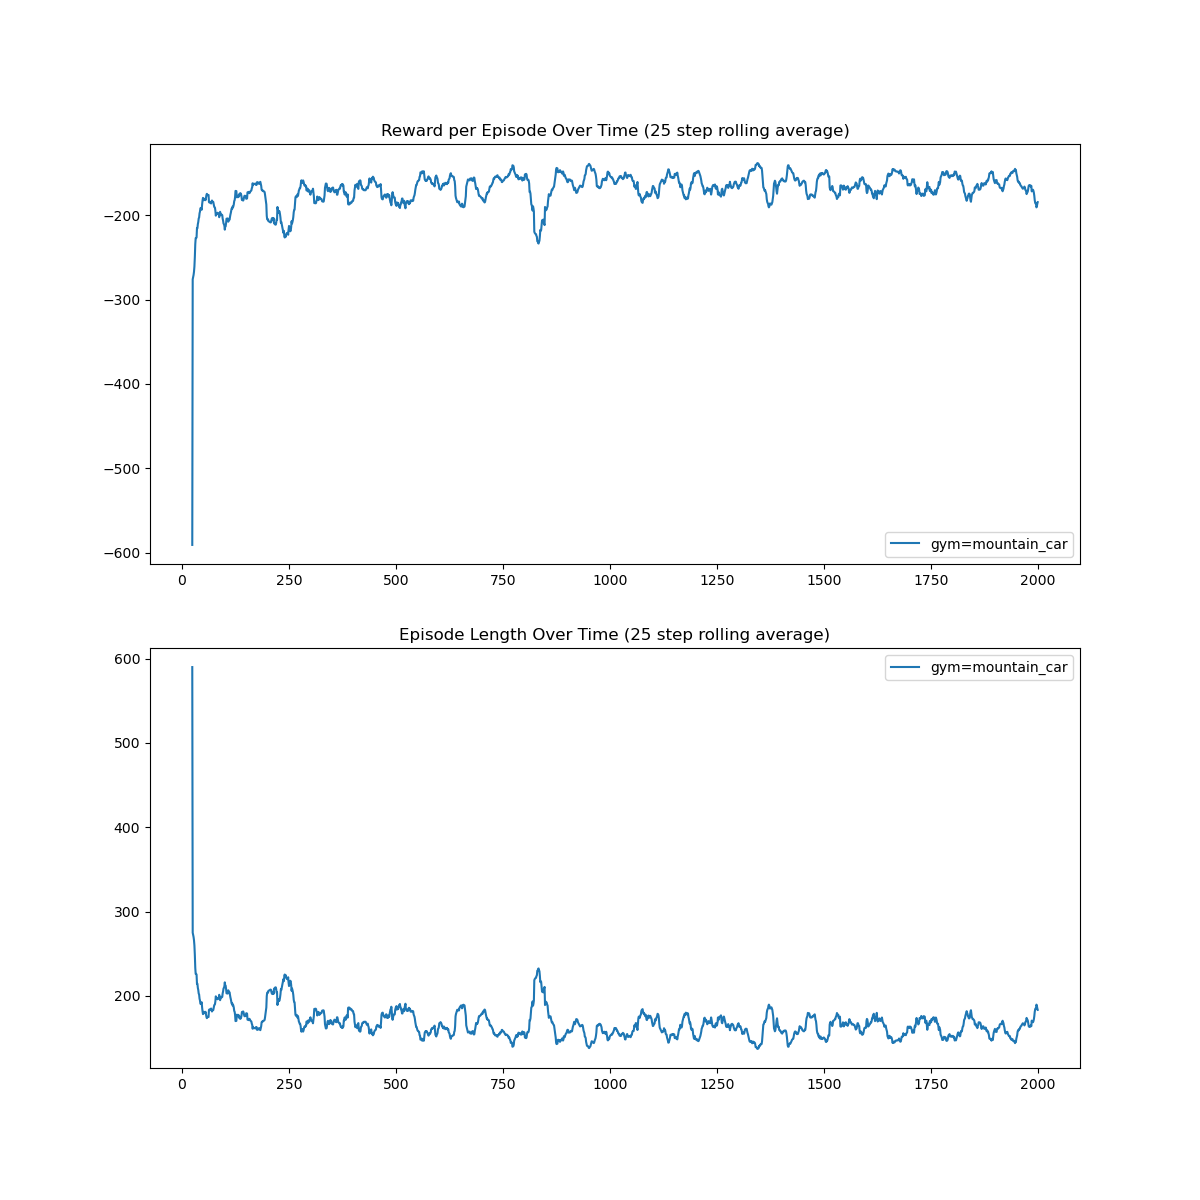 Reward per Episode Over Time (25 step rolling average)
−200
−300
−400
−500
−600
gym=mountain_car
0 250 500 750 1000 1250 1500 1750 2000
Episode Length Over Time (25 step rolling average)
600
gym=mountain_car
500
400
300
200
0 250 500 750 1000 1250 1500 1750 2000